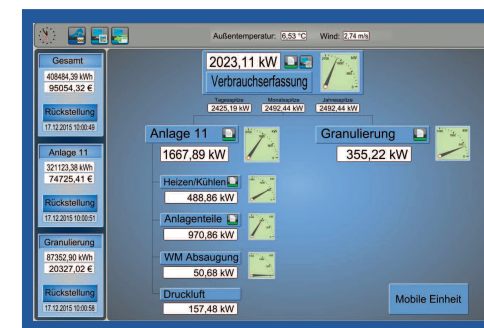 Außentemperatur: 6,53 °C Wind: 2,74 m/s
Gesamt
408484,39 kWh
95054,32 €
Rückstellung
17.12.2015 10:00:49
Anlage 11
321123,38 kWh
74725,41 €
Rückstellung
17.12.2015 10:00:51
Granulierung
87352,90 kWh
20327,02 €
Rückstellung
17.12.2015 10:00:56
2023,11 kW
Verbrauchserfassung
Tagesspitze Monatsspitze Jahresspitze
2425,19 kW 2492,44 kW 2492,44 kW
Anlage 11
1667,89 kW
Granulierung
355,22 kW
Heizen/Kühlen
488,86 kW
Anlagenteile
970,86 kW
WM Absaugung
50,68 kW
Druckluft
157,48 kW
Mobile Einheit